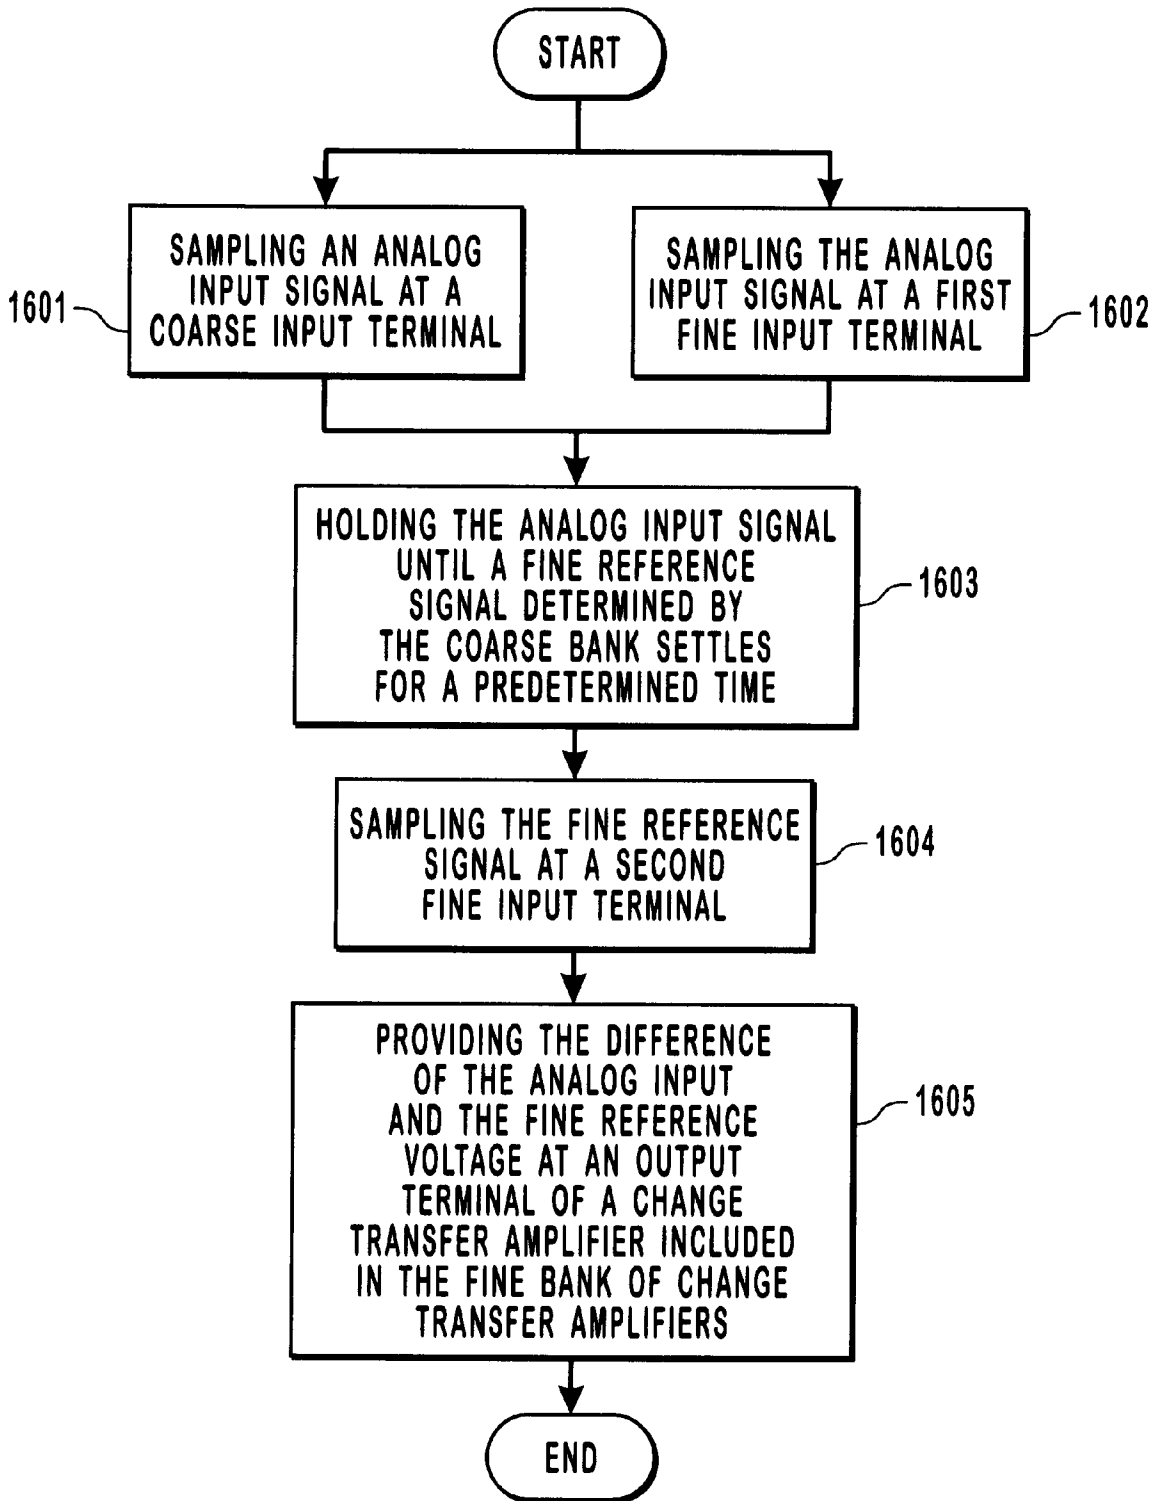 START
SAMPLING AN ANALOG
INPUT SIGNAL AT A
COARSE INPUT TERMINAL
1601
SAMPLING THE ANALOG
INPUT SIGNAL AT A FIRST
FINE INPUT TERMINAL
1602
HOLDING THE ANALOG INPUT SIGNAL
UNTIL A FINE REFERENCE
SIGNAL DETERMINED BY
THE COARSE BANK SETTLES
FOR A PREDETERMINED TIME
1603
SAMPLING THE FINE REFERENCE
SIGNAL AT A SECOND
FINE INPUT TERMINAL
1604
PROVIDING THE DIFFERENCE
OF THE ANALOG INPUT
AND THE FINE REFERENCE
VOLTAGE AT AN OUTPUT
TERMINAL OF A CHANGE
TRANSFER AMPLIFIER INCLUDED
IN THE FINE BANK OF CHANGE
TRANSFER AMPLIFIERS
1605
END